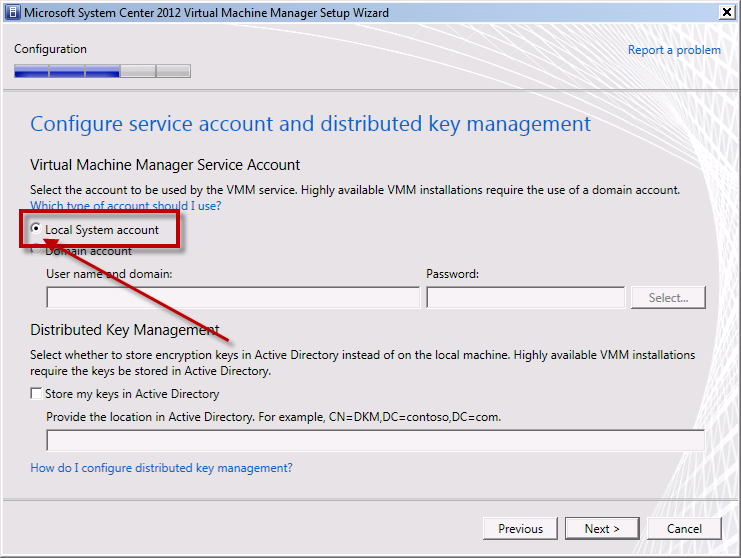 Microsoft System Center 2012 Virtual Machine Manager Setup Wizard
Configuration
Report a problem
Configure service account and distributed key management
Virtual Machine Manager Service Account
Select the account to be used by the VMM service. Highly available VMM installations require the use of a domain account.
Which type of account should I use?
Local System account
Domain account
User name and domain:
Password:
Select...
Distributed Key Management
Select whether to store encryption keys in Active Directory instead of on the local machine. Highly available VMM installations
require the keys be stored in Active Directory.
Store my keys in Active Directory
Provide the location in Active Directory. For example, CN=DKM,DC=contoso,DC=com.
How do I configure distributed key management?
Previous
Next >
Cancel